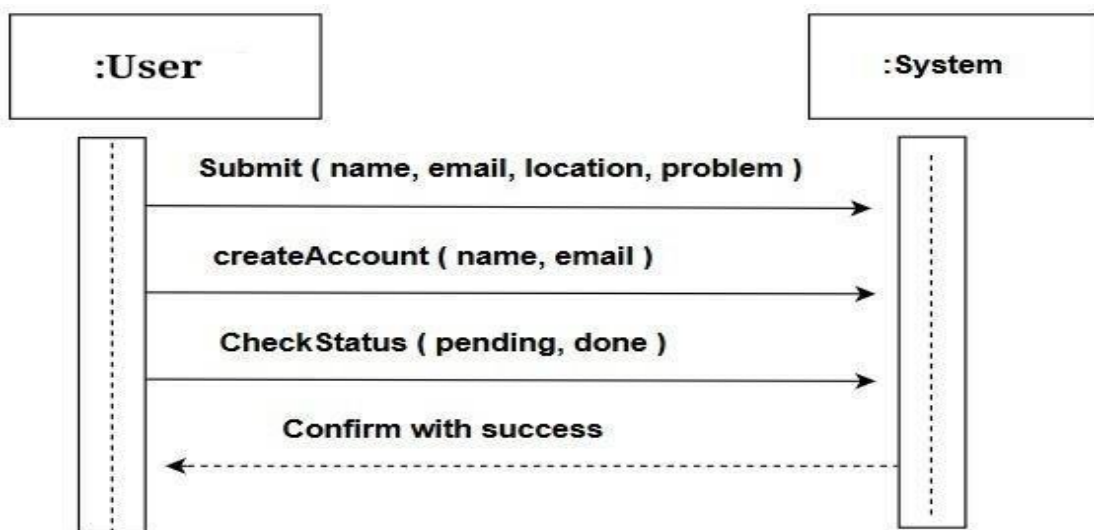 :User
:System
Submit ( name, email, location, problem )
createAccount ( name, email )
CheckStatus ( pending, done )
Confirm with success